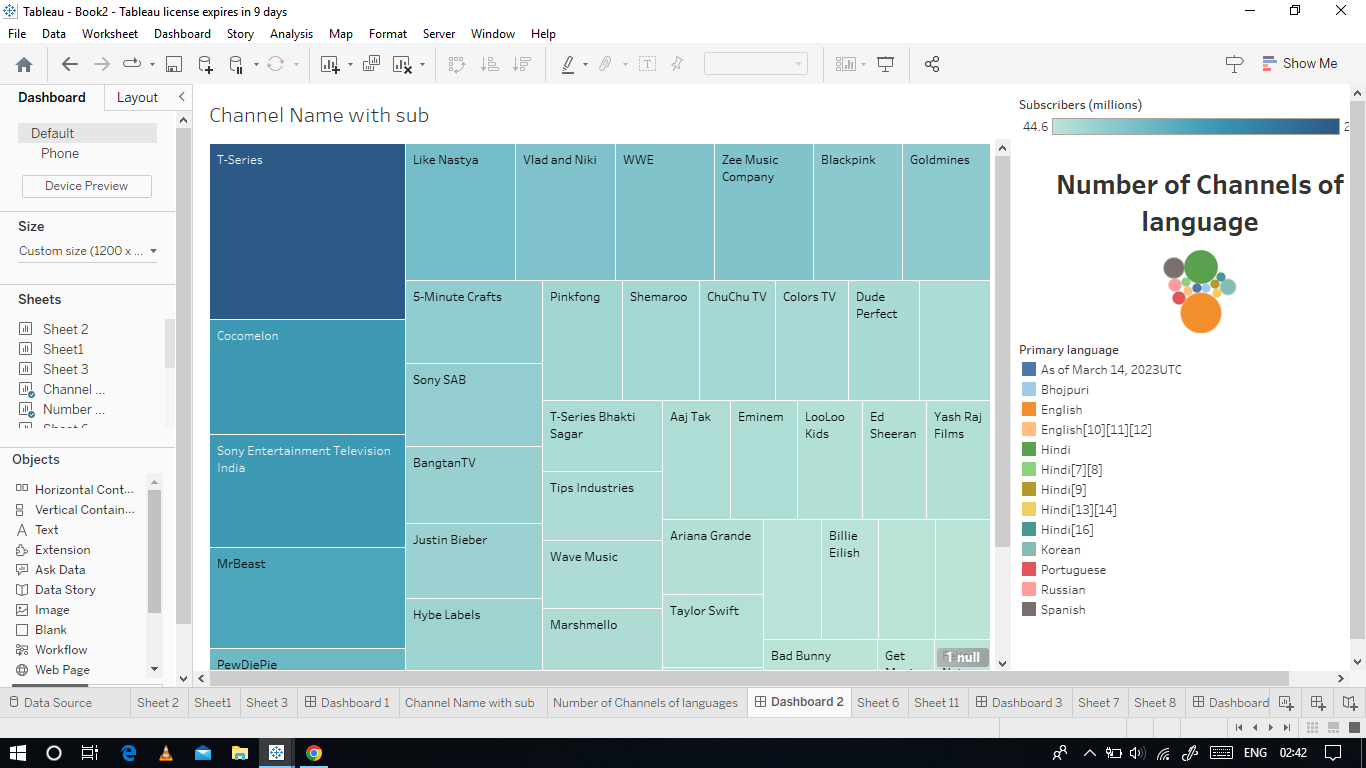 Tableau - Book2 - Tableau license expires in 9 days
File Data Worksheet Dashboard Story Analysis Map Format Server Window Help
Show Me
Dashboard Layout
Default
Phone
Device Preview
Size
Custom size (1200 x ...
Sheets
Sheet 2
Sheet1
Sheet 3
Channel ...
Number ...
Objects
Horizontal Cont...
Vertical Contain...
Text
Extension
Ask Data
Data Story
Image
Blank
Workflow
Web Page
Channel Name with sub
T-Series
Cocomelon
Sony Entertainment Television
India
MrBeast
PewDiePie
Like Nastya
Vlad and Niki
WWE
Zee Music
Company
Blackpink
Goldmines
5-Minute Crafts
Sony SAB
BangtanTV
Justin Bieber
Hybe Labels
Pinkfong
Shemaroo
ChuChu TV
Colors TV
Dude
Perfect
T-Series Bhakti
Sagar
Tips Industries
Wave Music
Marshmello
Aaj Tak
Eminem
LooLoo
Kids
Ed
Sheeran
Yash Raj
Films
Ariana Grande
Taylor Swift
Billie
Eilish
Bad Bunny
Get
1 null
Subscribers (millions)
44.6
Number of Channels of
language
Primary language
As of March 14, 2023UTC
Bhojpuri
English
English[10][11][12]
Hindi
Hindi[7][8]
Hindi[9]
Hindi[13][14]
Hindi[16]
Korean
Portuguese
Russian
Spanish
Data Source Sheet 2 Sheet1 Sheet 3 Dashboard 1 Channel Name with sub Number of Channels of languages Dashboard 2 Sheet 6 Sheet 11 Dashboard 3 Sheet 7 Sheet 8 Dashboard
ENG 02:42